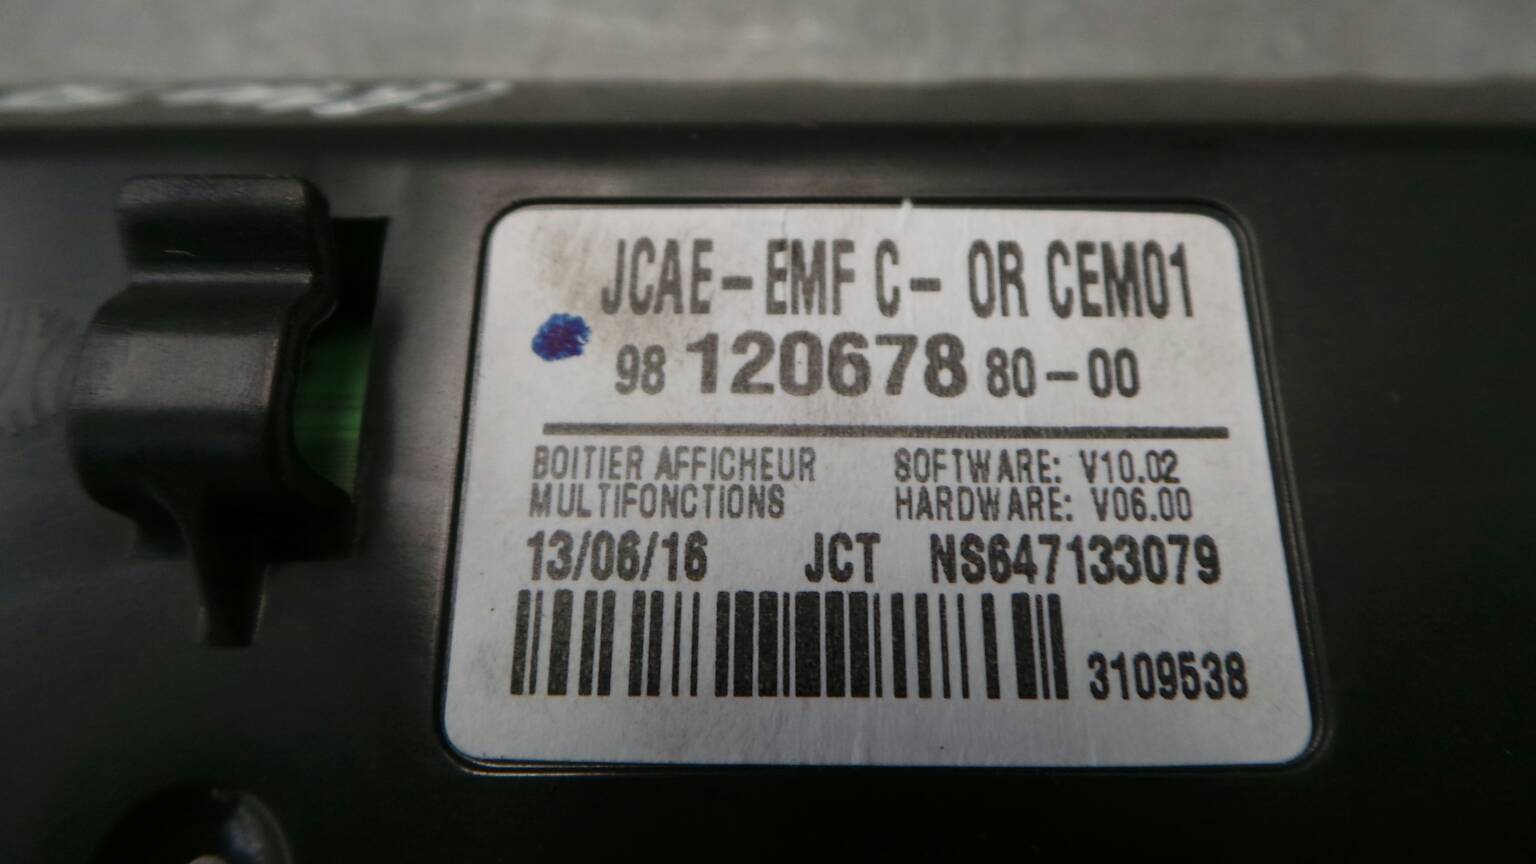 JCAE-EMF C- OR CEM01
98 120678 80-00
BOITIER AFFICHEUR SOFTWARE: V10.02
MULTIFONCTIONS HARDWARE: V06.00
13/06/16 JCT NS647133079
3109538